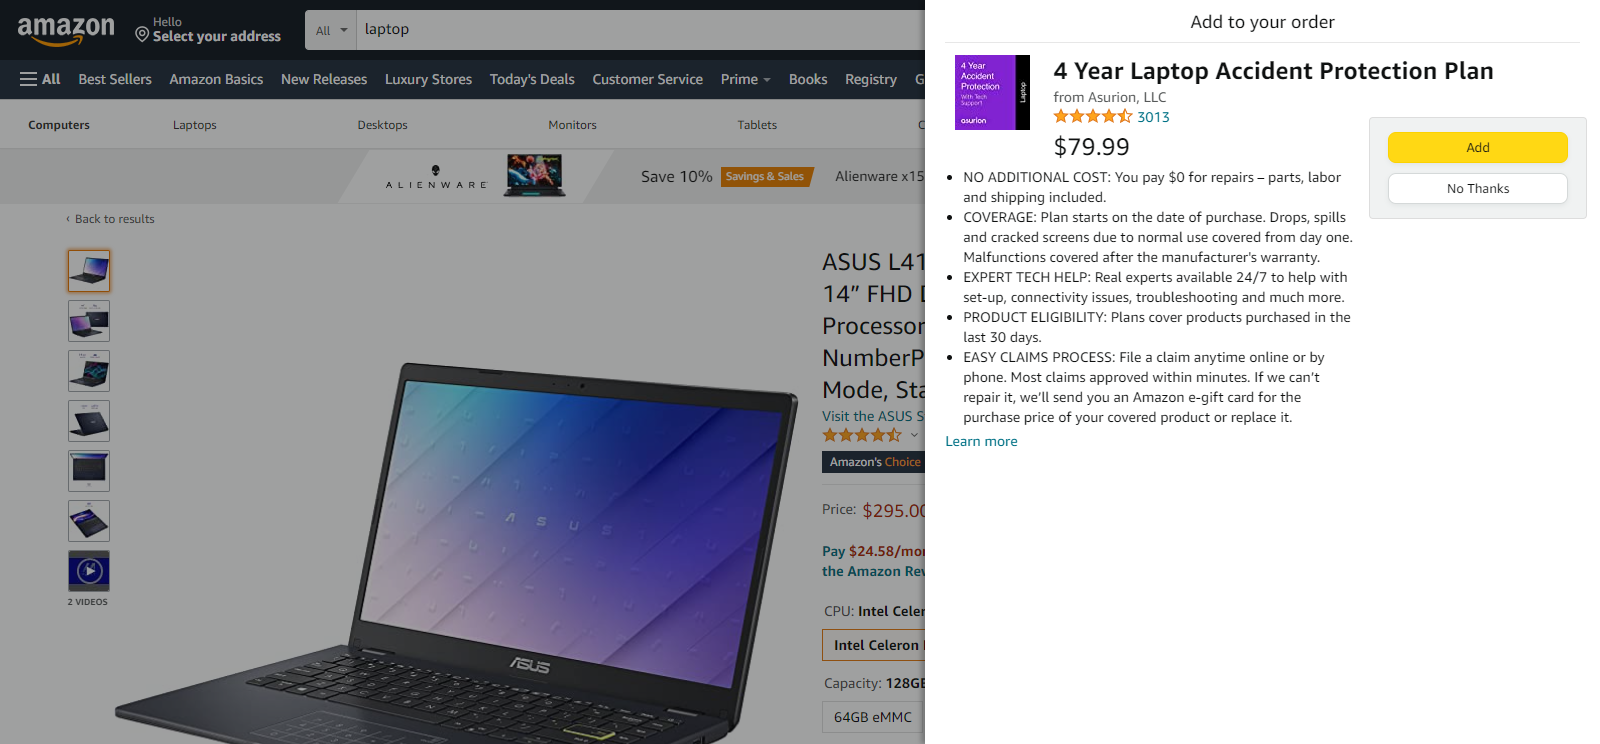 amazon
Hello
Select your address
All
laptop
All
Best Sellers
Amazon Basics
New Releases
Luxury Stores
Today's Deals
Customer Service
Prime
Books
Registry
G
Computers
Laptops
Desktops
Monitors
Tablets
ALIENWARE
Save 10%
Savings & Sales
Alienware x15
‹ Back to results
2 VIDEOS
ASUS
ASUS
ASUS L41
14” FHD
Processor
NumberP
Mode, Sta
Visit the ASUS S
Amazon's Choice
Price: $295.00
Pay $24.58/mo
the Amazon Rew
CPU: Intel Celer
Intel Celeron
Capacity: 128GB
64GB eMMC
Add to your order
4 Year
Accident
Protection
With Tech
Support
asurion
Laptop
4 Year Laptop Accident Protection Plan
from Asurion, LLC
3013
$79.99
• NO ADDITIONAL COST: You pay $0 for repairs – parts, labor
and shipping included.
• COVERAGE: Plan starts on the date of purchase. Drops, spills
and cracked screens due to normal use covered from day one.
Malfunctions covered after the manufacturer's warranty.
• EXPERT TECH HELP: Real experts available 24/7 to help with
set-up, connectivity issues, troubleshooting and much more.
• PRODUCT ELIGIBILITY: Plans cover products purchased in the
last 30 days.
• EASY CLAIMS PROCESS: File a claim anytime online or by
phone. Most claims approved within minutes. If we can’t
repair it, we’ll send you an Amazon e-gift card for the
purchase price of your covered product or replace it.
Learn more
Add
No Thanks